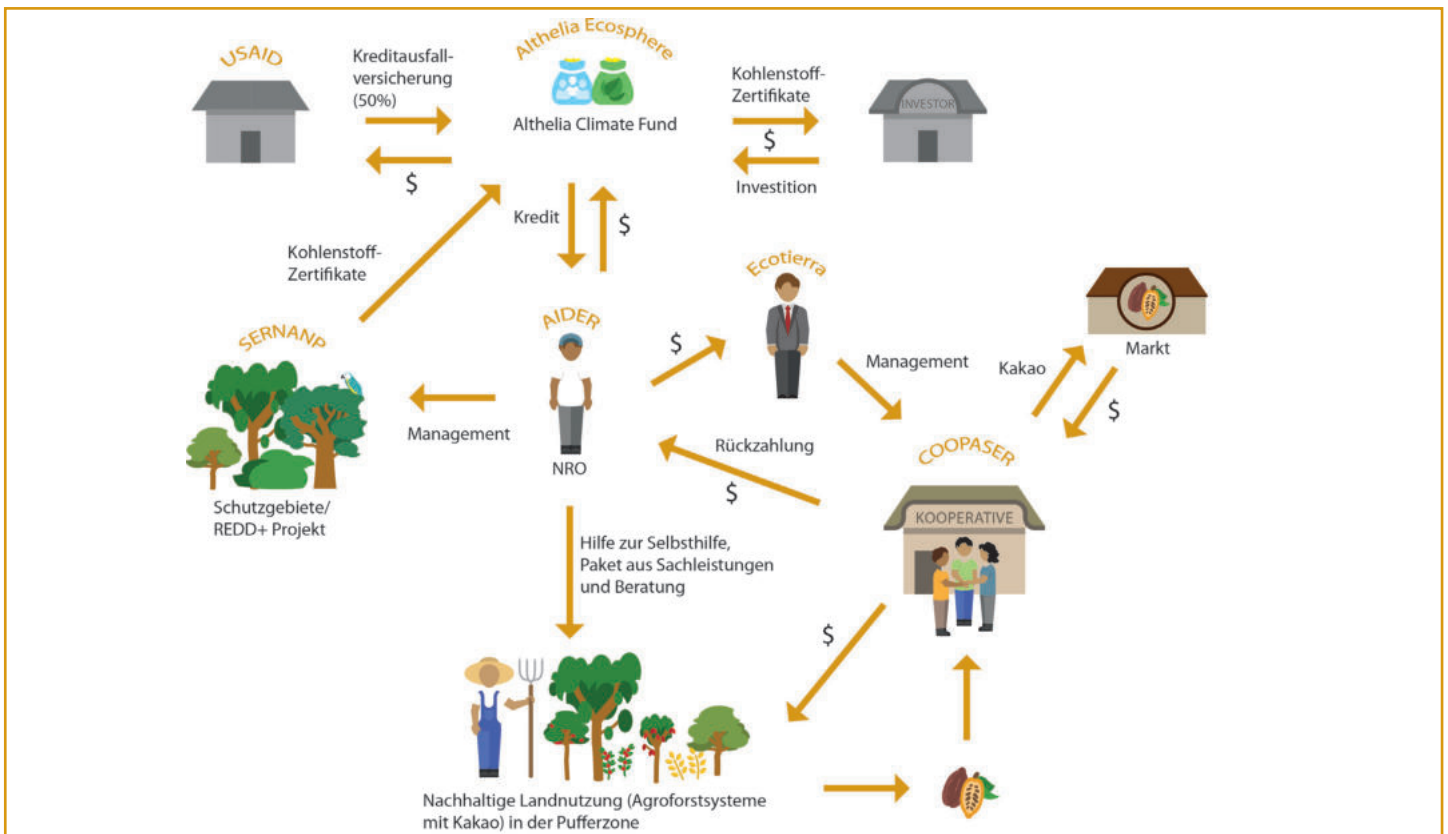 USAID
Kreditausfall-
versicherung
(50%)
$
Althelia Ecosphere
Althelia Climate Fund
Kohlenstoff-
Zertifikate
$
Investition
INVESTOR
Kohlenstoff-
Zertifikate
Kredit
$
SERNANP
Schutzgebiete/
REDD+ Projekt
Management
AIDER
NRO
$
Ecotierra
Management
Kakao
Markt
$
Rückzahlung
$
COOPASER
KOOPERATIVE
Hilfe zur Selbsthilfe,
Paket aus Sachleistungen
und Beratung
$
Nachhaltige Landnutzung (Agroforstsysteme
mit Kakao) in der Pufferzone